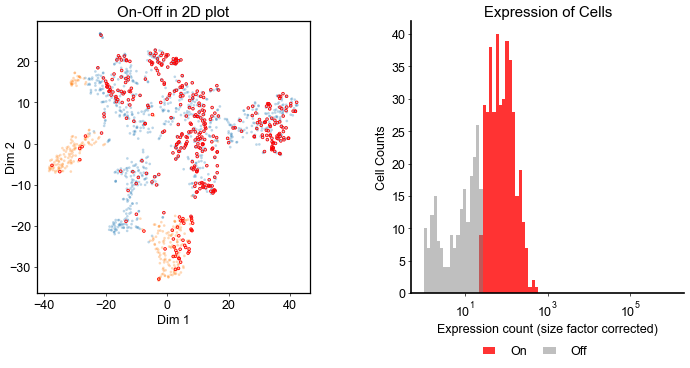 On-Off in 2D plot
Dim 2
20
10
0
−10
−20
−30
−40
−20
0
20
40
Dim 1
Expression of Cells
Cell Counts
40
35
30
25
20
15
10
5
0
10^1
10^3
10^5
Expression count (size factor corrected)
On
Off